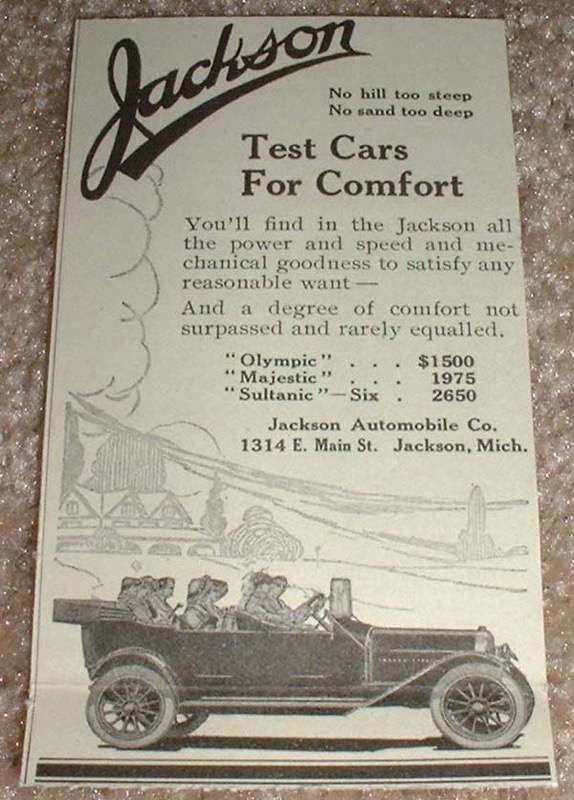 Jackson
No hill too steep
No sand too deep
Test Cars
For Comfort
You'll find in the Jackson all
the power and speed and me-
chanical goodness to satisfy any
reasonable want—
And a degree of comfort not
surpassed and rarely equalled.
"Olympic" . . . $1500
"Majestic" . . . 1975
"Sultanic"—Six . 2650
Jackson Automobile Co.
1314 E. Main St. Jackson, Mich.